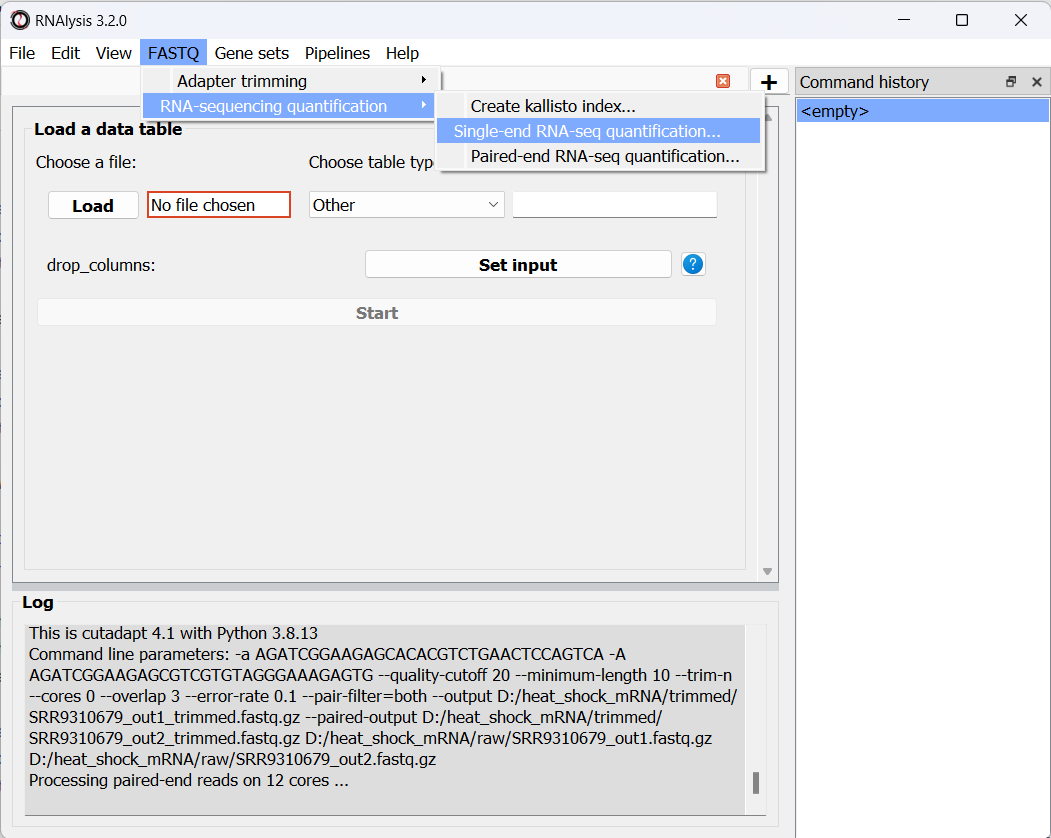 RNAlysis 3.2.0
File Edit View FASTQ Gene sets Pipelines Help
Adapter trimming
RNA-sequencing quantification
Create kallisto index...
Single-end RNA-seq quantification...
Paired-end RNA-seq quantification...
Command history
<empty>
Load a data table
Choose a file:
Choose table typ
Load
No file chosen
Other
drop_columns:
Set input
?
Start
Log
This is cutadapt 4.1 with Python 3.8.13
Command line parameters: -a AGATCGGAAGAGCACACGTCTGAACTCCAGTCA -A
AGATCGGAAGAGCGTCGTGTAGGGAAAGAGTG --quality-cutoff 20 --minimum-length 10 --trim-n
--cores 0 --overlap 3 --error-rate 0.1 --pair-filter=both --output D:/heat_shock_mRNA/trimmed/
SRR9310679_out1_trimmed.fastq.gz --paired-output D:/heat_shock_mRNA/trimmed/
SRR9310679_out2_trimmed.fastq.gz D:/heat_shock_mRNA/raw/SRR9310679_out1.fastq.gz
D:/heat_shock_mRNA/raw/SRR9310679_out2.fastq.gz
Processing paired-end reads on 12 cores ...